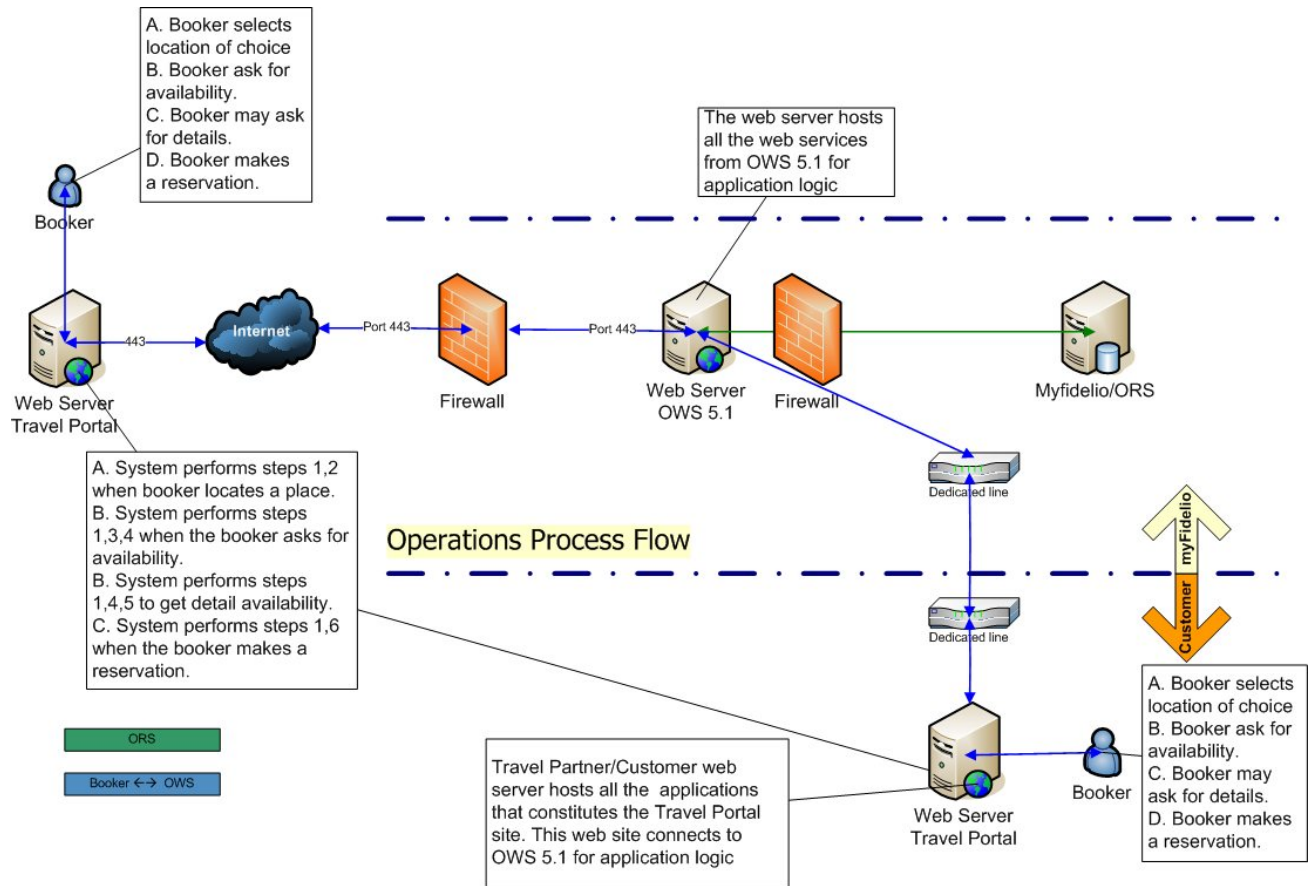 A. Booker selects
location of choice
B. Booker ask for
availability.
C. Booker may ask
for details.
D. Booker makes
a reservation.
The web server hosts
all the web services
from OWS 5.1 for
application logic
Booker
Internet
443
Port 443
Port 443
Web Server
Travel Portal
Firewall
Web Server
OWS 5.1
Firewall
Myfidelio/ORS
A. System performs steps 1,2
when booker locates a place.
B. System performs steps
1,3,4 when the booker asks for
availability.
B. System performs steps
1,4,5 to get detail availability.
C. System performs steps 1,6
when the booker makes a
reservation.
Dedicated line
Operations Process Flow
myFidelio
Customer
Dedicated line
A. Booker selects
location of choice
B. Booker ask for
availability.
C. Booker may
ask for details.
D. Booker makes
a reservation.
ORS
Booker ←→ OWS
Travel Partner/Customer web
server hosts all the applications
that constitutes the Travel Portal
site. This web site connects to
OWS 5.1 for application logic
Web Server
Travel Portal
Booker